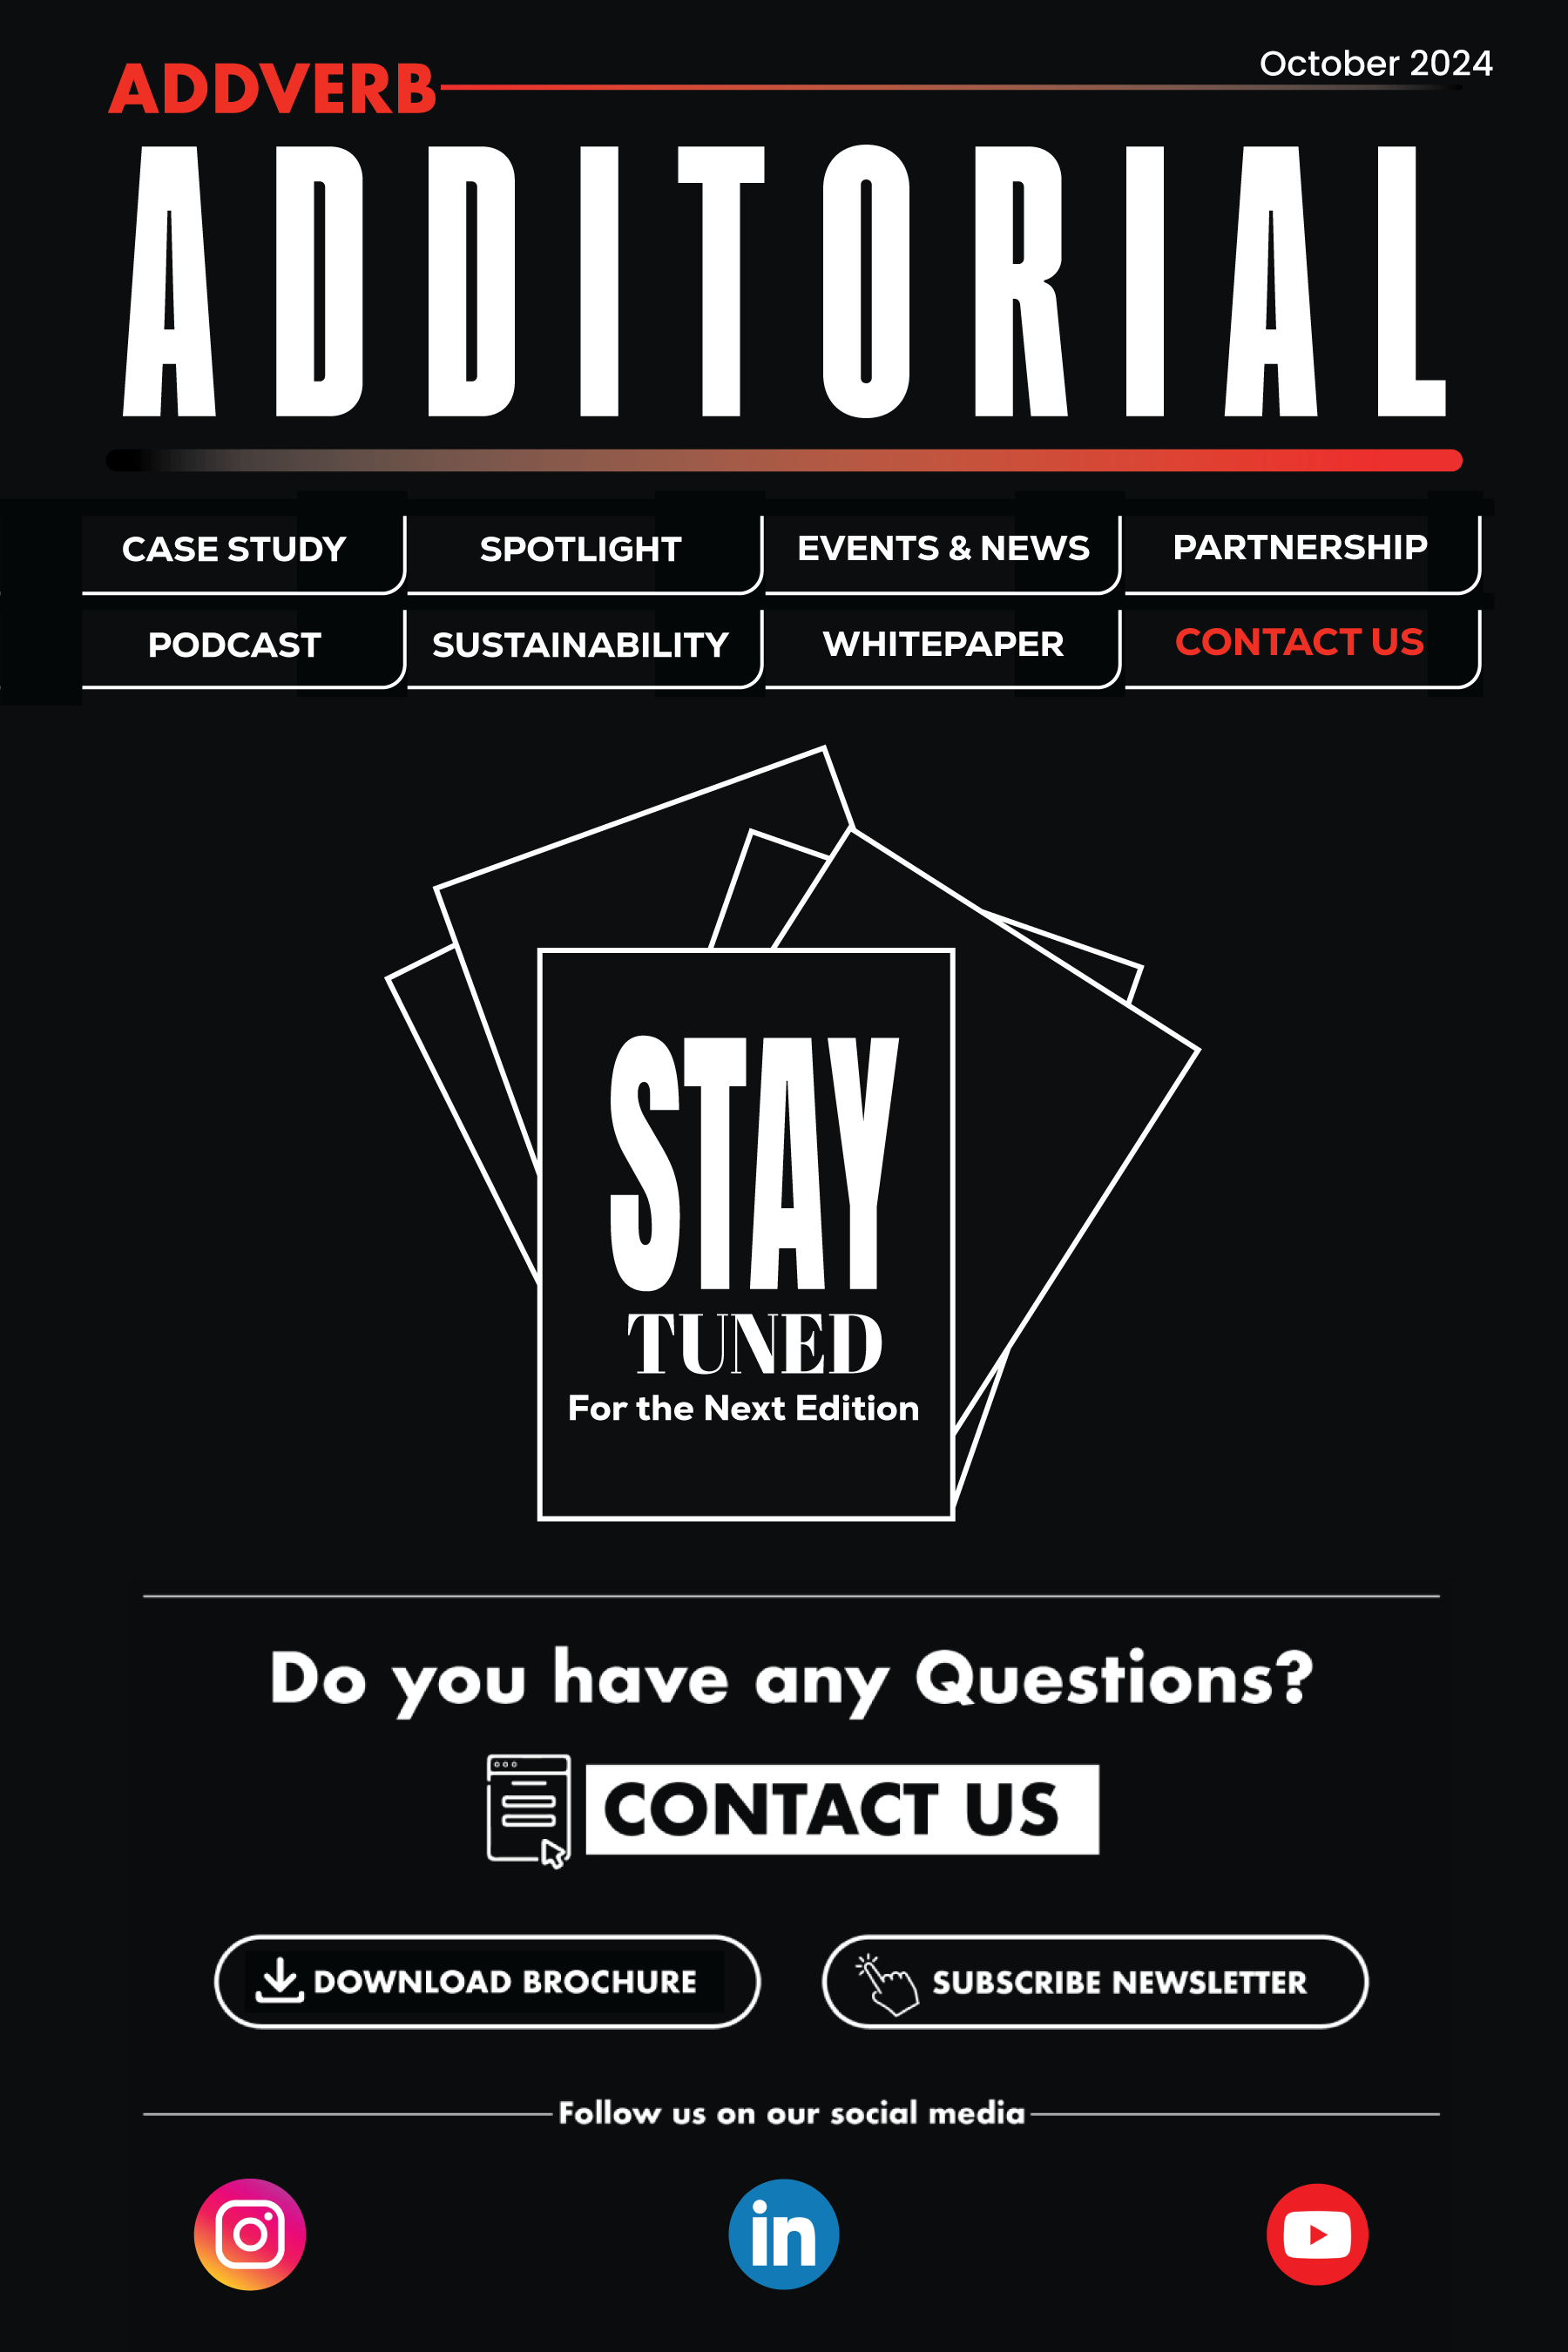 ADDVERB
October 2024
ADDITORIAL
CASE STUDY
SPOTLIGHT
EVENTS & NEWS
PARTNERSHIP
PODCAST
SUSTAINABILITY
WHITEPAPER
CONTACT US
STAY
TUNED
For the Next Edition
Do you have any Questions?
CONTACT US
DOWNLOAD BROCHURE
SUBSCRIBE NEWSLETTER
Follow us on our social media
in